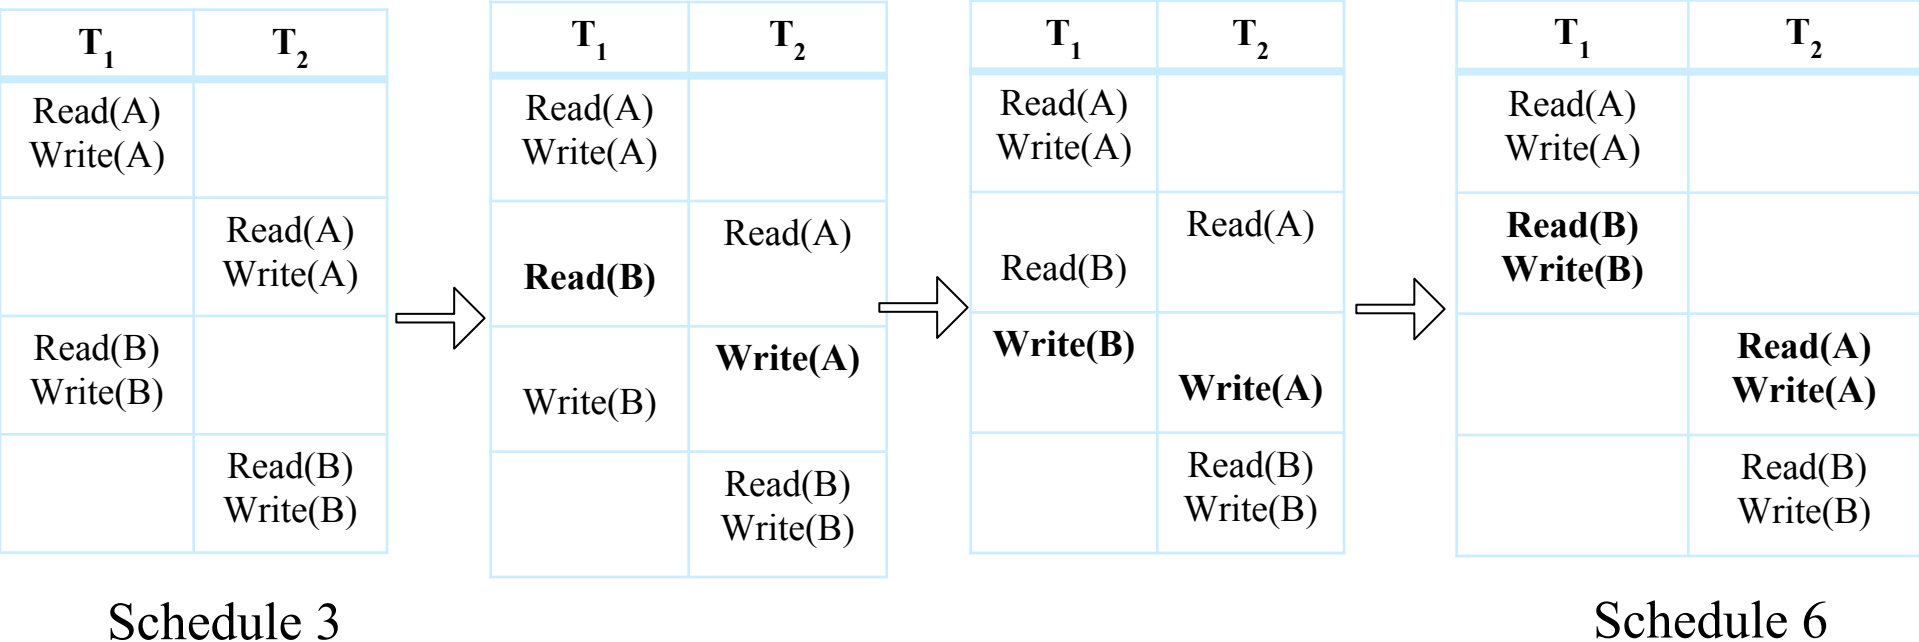 T1 T2
Read(A)
Write(A)
Read(A)
Write(A)
Read(B)
Write(B)
Read(B)
Write(B)
Schedule 3
T1 T2
Read(A)
Write(A)
Read(A)
Read(B)
Write(A)
Write(B)
Read(B)
Write(B)
T1 T2
Read(A)
Write(A)
Read(A)
Read(B)
Write(B)
Write(A)
Read(B)
Write(B)
T1 T2
Read(A)
Write(A)
Read(B)
Write(B)
Read(A)
Write(A)
Read(B)
Write(B)
Schedule 6